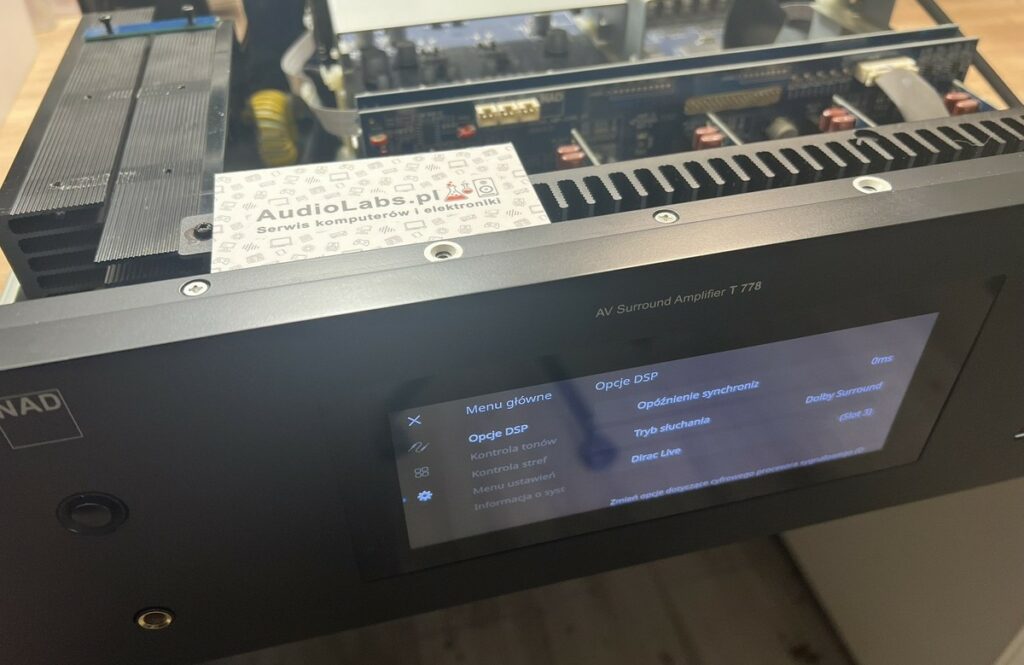 AudioLabs.pl
Serwis komputerów i elektroniki
NAD
AV Surround Amplifier T 778
NAD
Menu główne
Opcje DSP
Kontrola tonów
Kontrola stref
Menu ustawień
Informacja o syst
Opcje DSP
Opóźnienie synchroniz
0ms
Tryb słuchania
Dolby Surround
Dirac Live
(Slot 3)
Zmień opcje dotyczące cyfrowego procesora sygnałowego (D